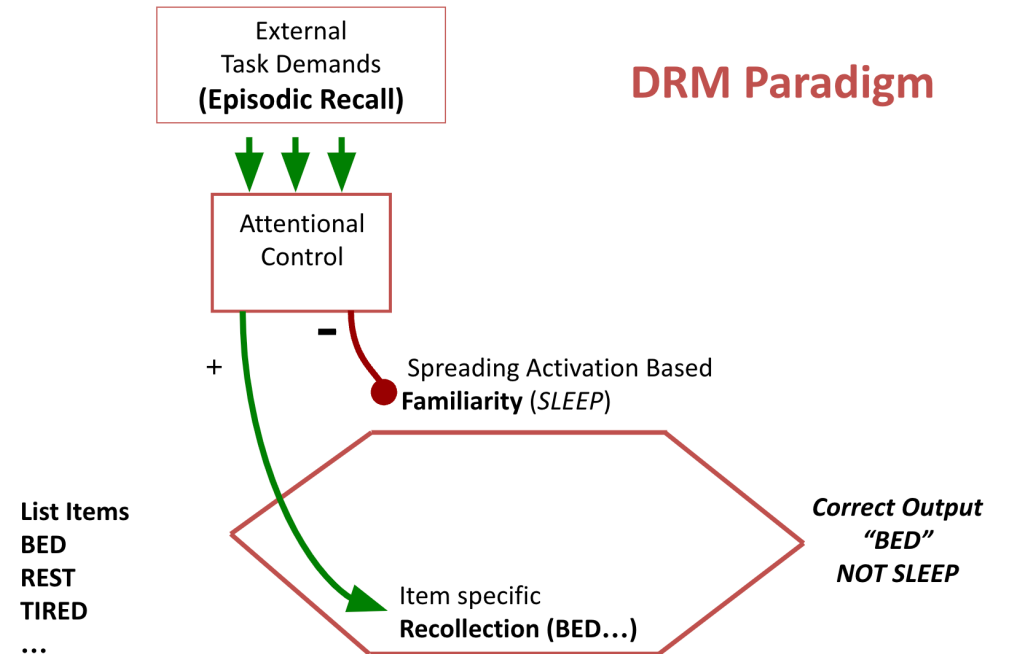 External
Task Demands
(Episodic Recall)
DRM Paradigm
Attentional
Control
+
-
Spreading Activation Based
Familiarity (SLEEP)
List Items
BED
REST
TIRED
…
Item specific
Recollection (BED…)
Correct Output
“BED”
NOT SLEEP